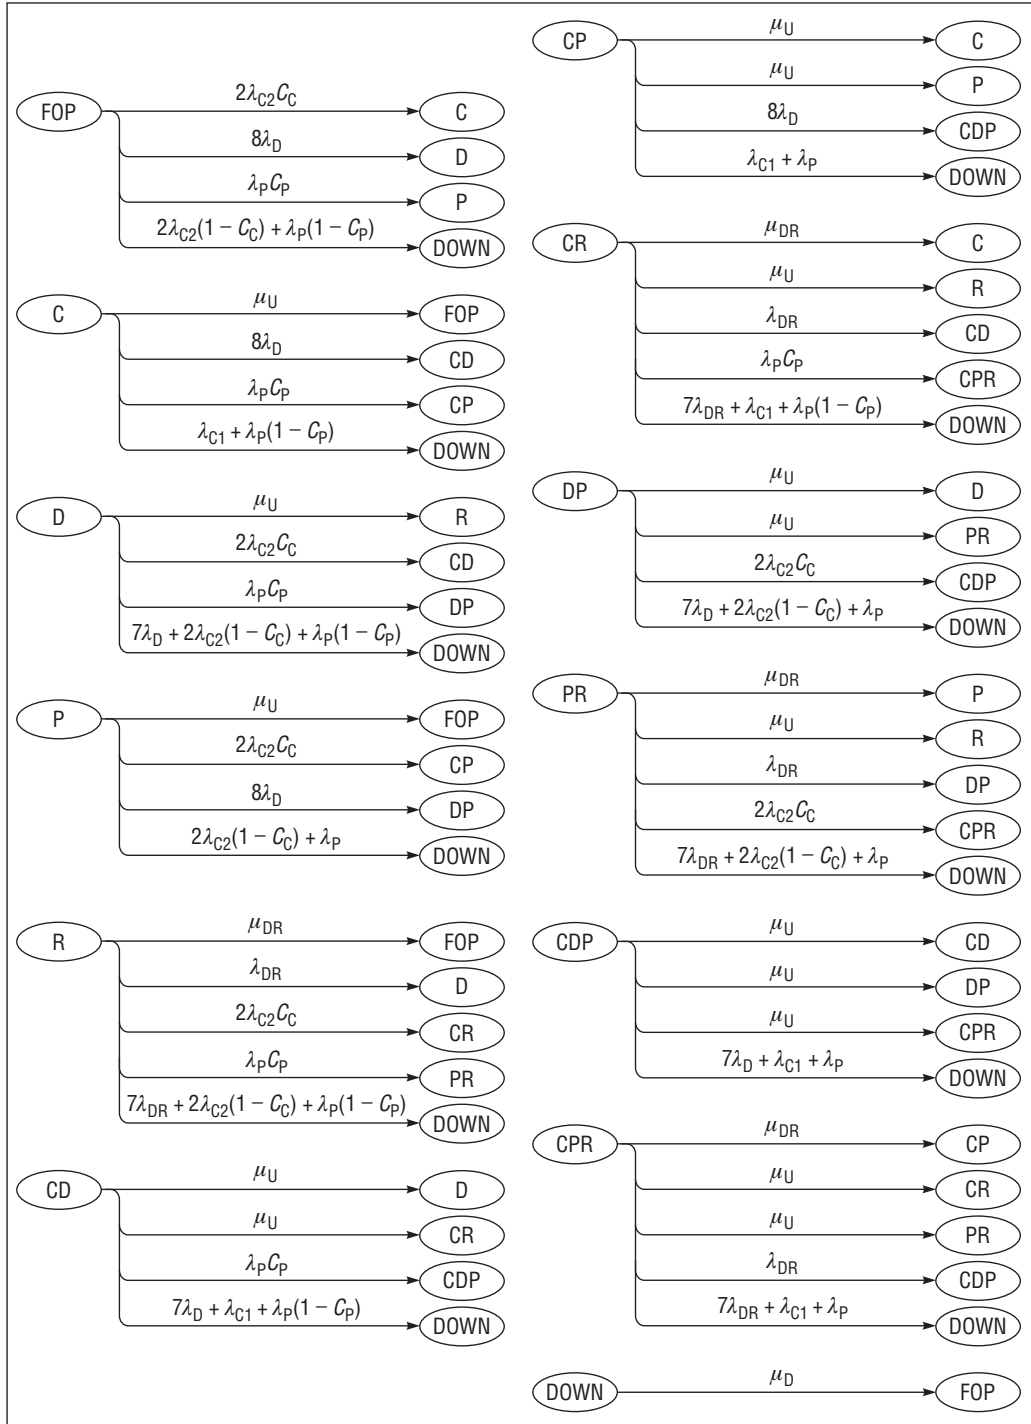 FOP
2λC2CC
C
8λD
D
λPCP
P
2λC2(1 − CC) + λP(1 − CP)
DOWN
C
μU
FOP
8λD
CD
λPCP
CP
λC1 + λP(1 − CP)
DOWN
D
μU
R
2λC2CC
CD
λPCP
DP
7λD + 2λC2(1 − CC) + λP(1 − CP)
DOWN
P
μU
FOP
2λC2CC
CP
8λD
DP
2λC2(1 − CC) + λP
DOWN
R
μDR
FOP
λDR
D
2λC2CC
CR
λPCP
PR
7λDR + 2λC2(1 − CC) + λP(1 − CP)
DOWN
CD
μU
D
μU
CR
λPCP
CDP
7λD + λC1 + λP(1 − CP)
DOWN
CP
μU
C
μU
P
8λD
CDP
λC1 + λP
DOWN
CR
μDR
C
μU
R
λDR
CD
λPCP
CPR
7λDR + λC1 + λP(1 − CP)
DOWN
DP
μU
D
μU
PR
2λC2CC
CDP
7λD + 2λC2(1 − CC) + λP
DOWN
PR
μDR
P
μU
R
λDR
DP
2λC2CC
CPR
7λDR + 2λC2(1 − CC) + λP
DOWN
CDP
μU
CD
μU
DP
μU
CPR
7λD + λC1 + λP
DOWN
CPR
μDR
CP
μU
CR
μU
PR
λDR
CDP
7λDR + λC1 + λP
DOWN
DOWN
μD
FOP